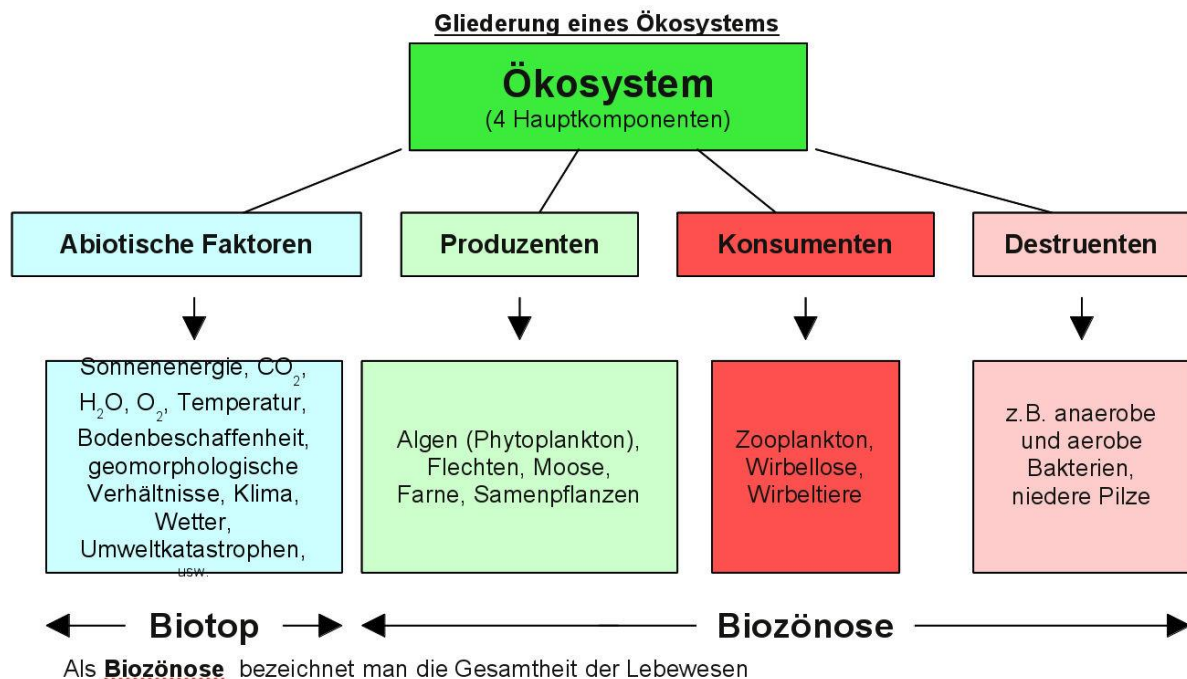 Gliederung eines Ökosystems
Ökosystem
(4 Hauptkomponenten)
Abiotische Faktoren
Produzenten
Konsumenten
Destruenten
Sonnenenergie, CO₂,
H₂O, O₂, Temperatur,
Bodenbeschaffenheit,
geomorphologische
Verhältnisse, Klima,
Wetter,
Umweltkatastrophen,
usw.
Algen (Phytoplankton),
Flechten, Moose,
Farne, Samenpflanzen
Zooplankton,
Wirbellose,
Wirbeltiere
z.B. anaerobe
und aerobe
Bakterien,
niedere Pilze
Biotop
Biozönose
Als Biozönose bezeichnet man die Gesamtheit der Lebewesen